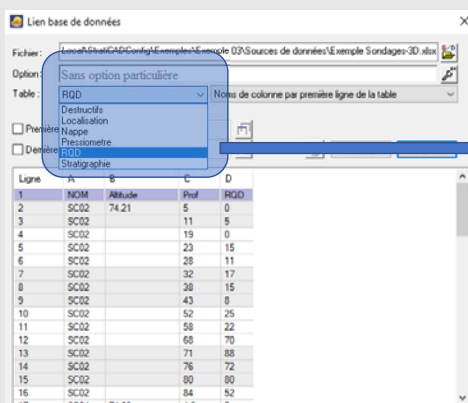 Lien base de données
Fichier: Local\StratiCADConfig\Exemples\Exemple 03\Sources de données\Exemple Sondages-3D.xlsx
Option: Sans option particulière
Table: RQD Noms de colonne par première ligne de la table
Destructifs
Localisation
Première Nappe
Pressiometre
Dernière RQD
Stratigraphie
Ligne A B C D
1 NOM Altitude Prof RQD
2 SC02 74.21 5 0
3 SC02 11 5
4 SC02 19 0
5 SC02 23 15
6 SC02 28 11
7 SC02 32 17
8 SC02 38 15
9 SC02 43 8
10 SC02 52 25
11 SC02 58 22
12 SC02 68 70
13 SC02 71 88
14 SC02 76 72
15 SC02 80 80
16 SC02 84 52